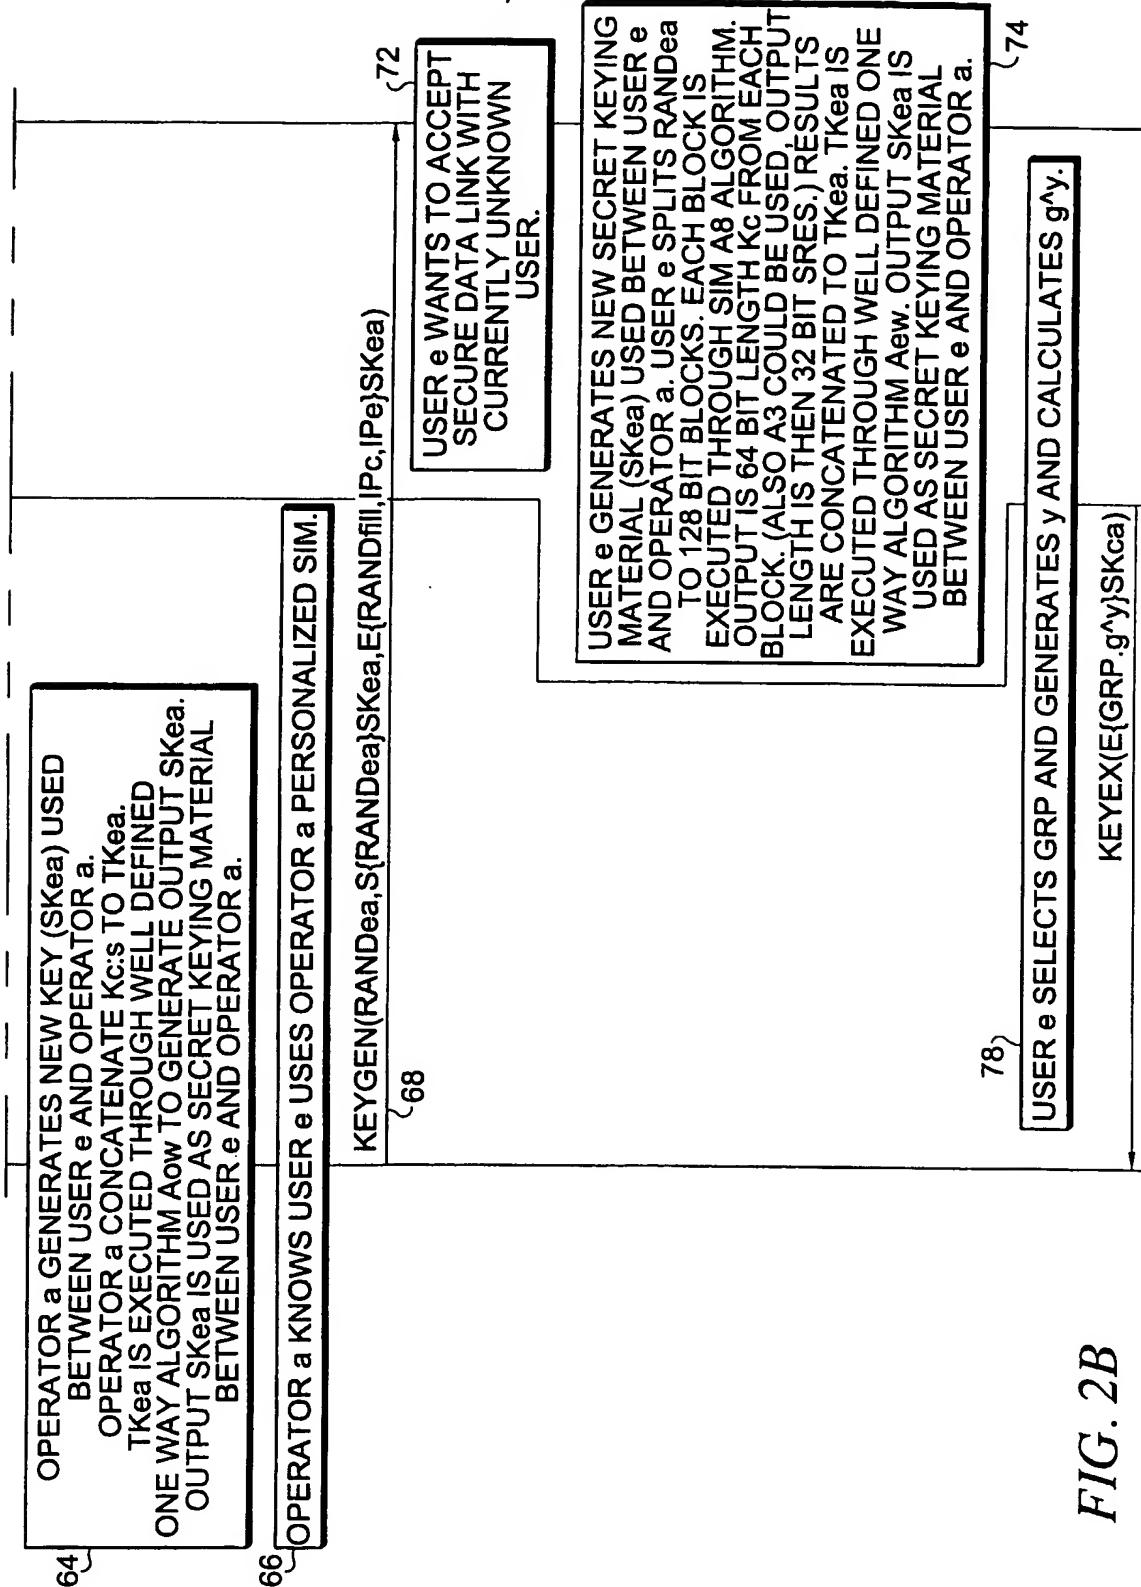 64
OPERATOR a GENERATES NEW KEY (SKea) USED
BETWEEN USER e AND OPERATOR a.
OPERATOR a CONCATENATE Kc:s TO TKea.
TKea IS EXECUTED THROUGH WELL DEFINED
ONE WAY ALGORITHM Aow TO GENERATE OUTPUT SKea.
OUTPUT SKea IS USED AS SECRET KEYING MATERIAL
BETWEEN USER e AND OPERATOR a.
66
OPERATOR a KNOWS USER e USES OPERATOR a PERSONALIZED SIM.
KEYGEN(RANDea,S{RANDea}SKea,E{RANDfill,IPc,IPe}SKea)
68
72
USER e WANTS TO ACCEPT
SECURE DATA LINK WITH
CURRENTLY UNKNOWN
USER.
USER e GENERATES NEW SECRET KEYING
MATERIAL (SKea) USED BETWEEN USER e
AND OPERATOR a. USER e SPLITS RANDea
TO 128 BIT BLOCKS. EACH BLOCK IS
EXECUTED THROUGH SIM A8 ALGORITHM.
OUTPUT IS 64 BIT LENGTH Kc FROM EACH
BLOCK. (ALSO A3 COULD BE USED, OUTPUT
LENGTH IS THEN 32 BIT SRES.) RESULTS
ARE CONCATENATED TO TKea. TKea IS
EXECUTED THROUGH WELL DEFINED ONE
WAY ALGORITHM Aew. OUTPUT SKea IS
USED AS SECRET KEYING MATERIAL
BETWEEN USER e AND OPERATOR a.
74
78
USER e SELECTS GRP AND GENERATES y AND CALCULATES g^y.
KEYEX(E{GRP.g^y}SKca)
FIG. 2B